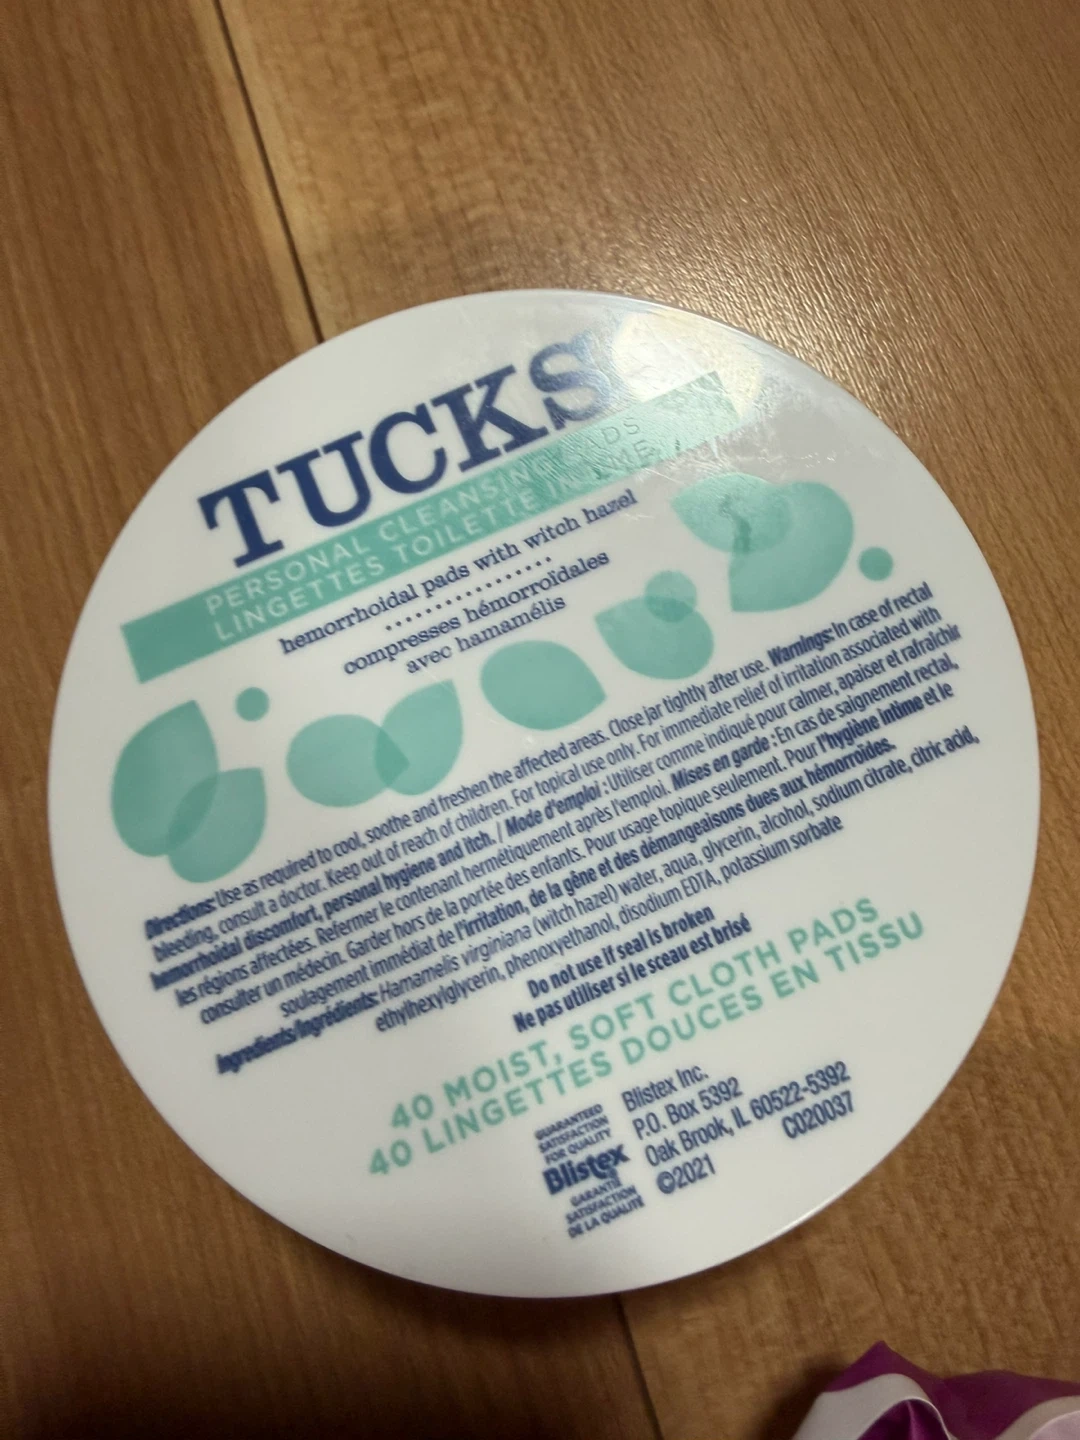 TUCKS
PERSONAL CLEANSING PADS
LINGETTES TOILETTE INTIME
hemorrhoidal pads with witch hazel
compresses hémorroïdales
avec hamamélis
Directions: Use as required to cool, soothe and freshen the affected areas. Close jar tightly after use. Warnings: In case of rectal
bleeding, consult a doctor. Keep out of reach of children. For topical use only. For immediate relief of irritation associated with
hemorrhoidal discomfort, personal hygiene and itch. / Mode d'emploi : Utiliser comme indiqué pour calmer, apaiser et rafraîchir
les régions affectées. Refermer le contenant hermétiquement après l'emploi. Mises en garde : En cas de saignement rectal,
consulter un médecin. Garder hors de la portée des enfants. Pour usage topique seulement. Pour l'hygiène intime et le
soulagement immédiat de l'irritation, de la gêne et des démangeaisons dues aux hémorroïdes.
Ingredients/Ingrédients: Hamamelis virginiana (witch hazel) water, aqua, glycerin, alcohol, sodium citrate, citric acid,
ethylhexylglycerin, phenoxyethanol, disodium EDTA, potassium sorbate
Do not use if seal is broken
Ne pas utiliser si le sceau est brisé
40 MOIST, SOFT CLOTH PADS
40 LINGETTES DOUCES EN TISSU
GUARANTEED
SATISFACTION
FOR QUALITY
Blistex
GARANTIE
SATISFACTION
DE LA QUALITÉ
Blistex Inc.
P.O. Box 5392
Oak Brook, IL 60522-5392
©2021
C020037